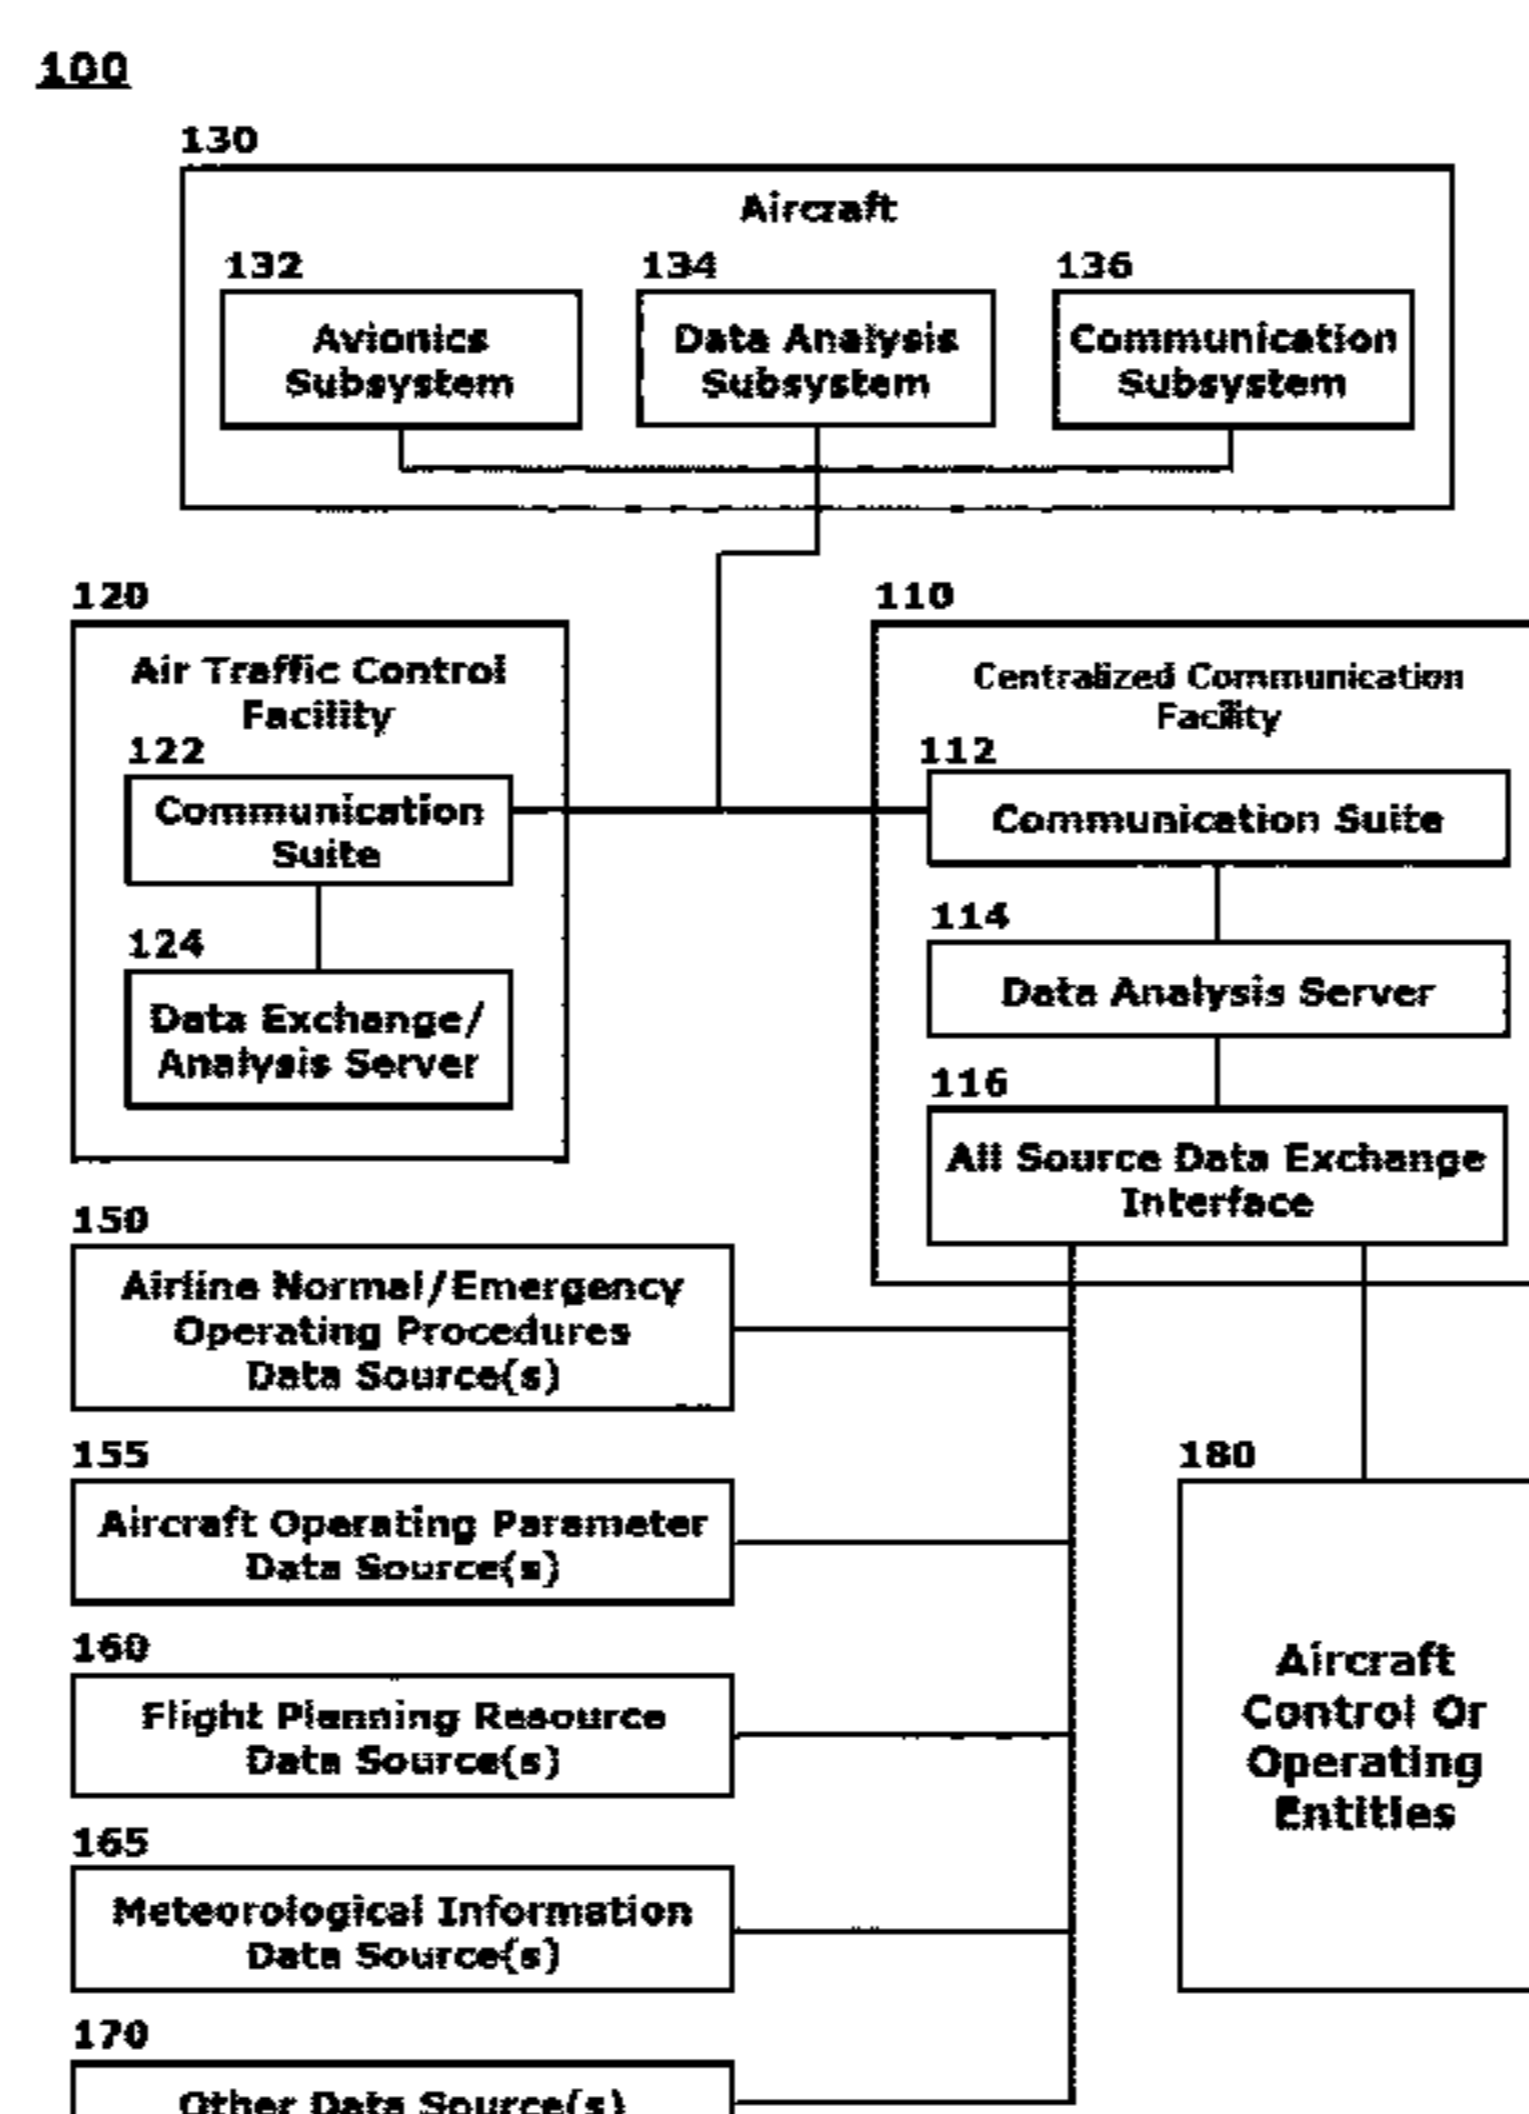 100
130
Aircraft
132
134
136
Avionics
Subsystem
Data Analysis
Subsystem
Communication
Subsystem
120
Air Traffic Control
Facility
122
Communication
Suite
124
Data Exchange/
Analysis Server
110
Centralized Communication
Facility
112
Communication Suite
114
Data Analysis Server
116
All Source Data Exchange
Interface
150
Airline Normal/Emergency
Operating Procedures
Data Source(s)
155
Aircraft Operating Parameter
Data Source(s)
160
Flight Planning Resource
Data Source(s)
165
Meteorological Information
Data Source(s)
170
Other Data Source(s)
180
Aircraft
Control Or
Operating
Entities